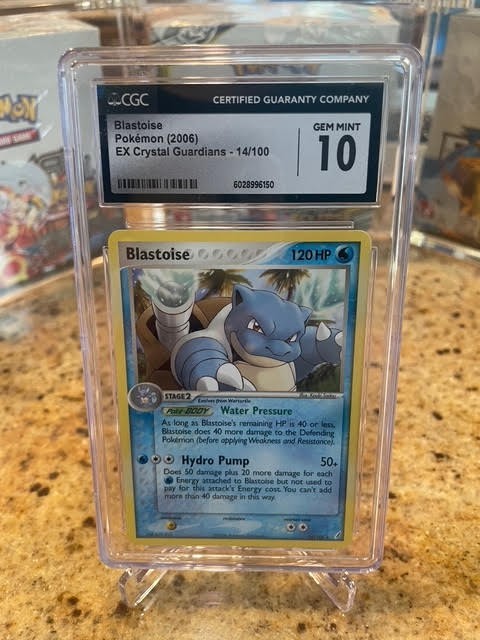 CGC
CERTIFIED GUARANTY COMPANY
Blastoise
Pokémon (2006)
EX Crystal Guardians - 14/100
GEM MINT
10
6028996150
Blastoise
120 HP
STAGE 2
Evolves from Wartortle
Poké-BODY Water Pressure
As long as Blastoise's remaining HP is 40 or less,
Blastoise does 40 more damage to the Defending
Pokémon (before applying Weakness and Resistance).
Hydro Pump 50+
Does 50 damage plus 20 more damage for each
Energy attached to Blastoise but not used to
pay for this attack's Energy cost. You can't add
more than 40 damage in this way.